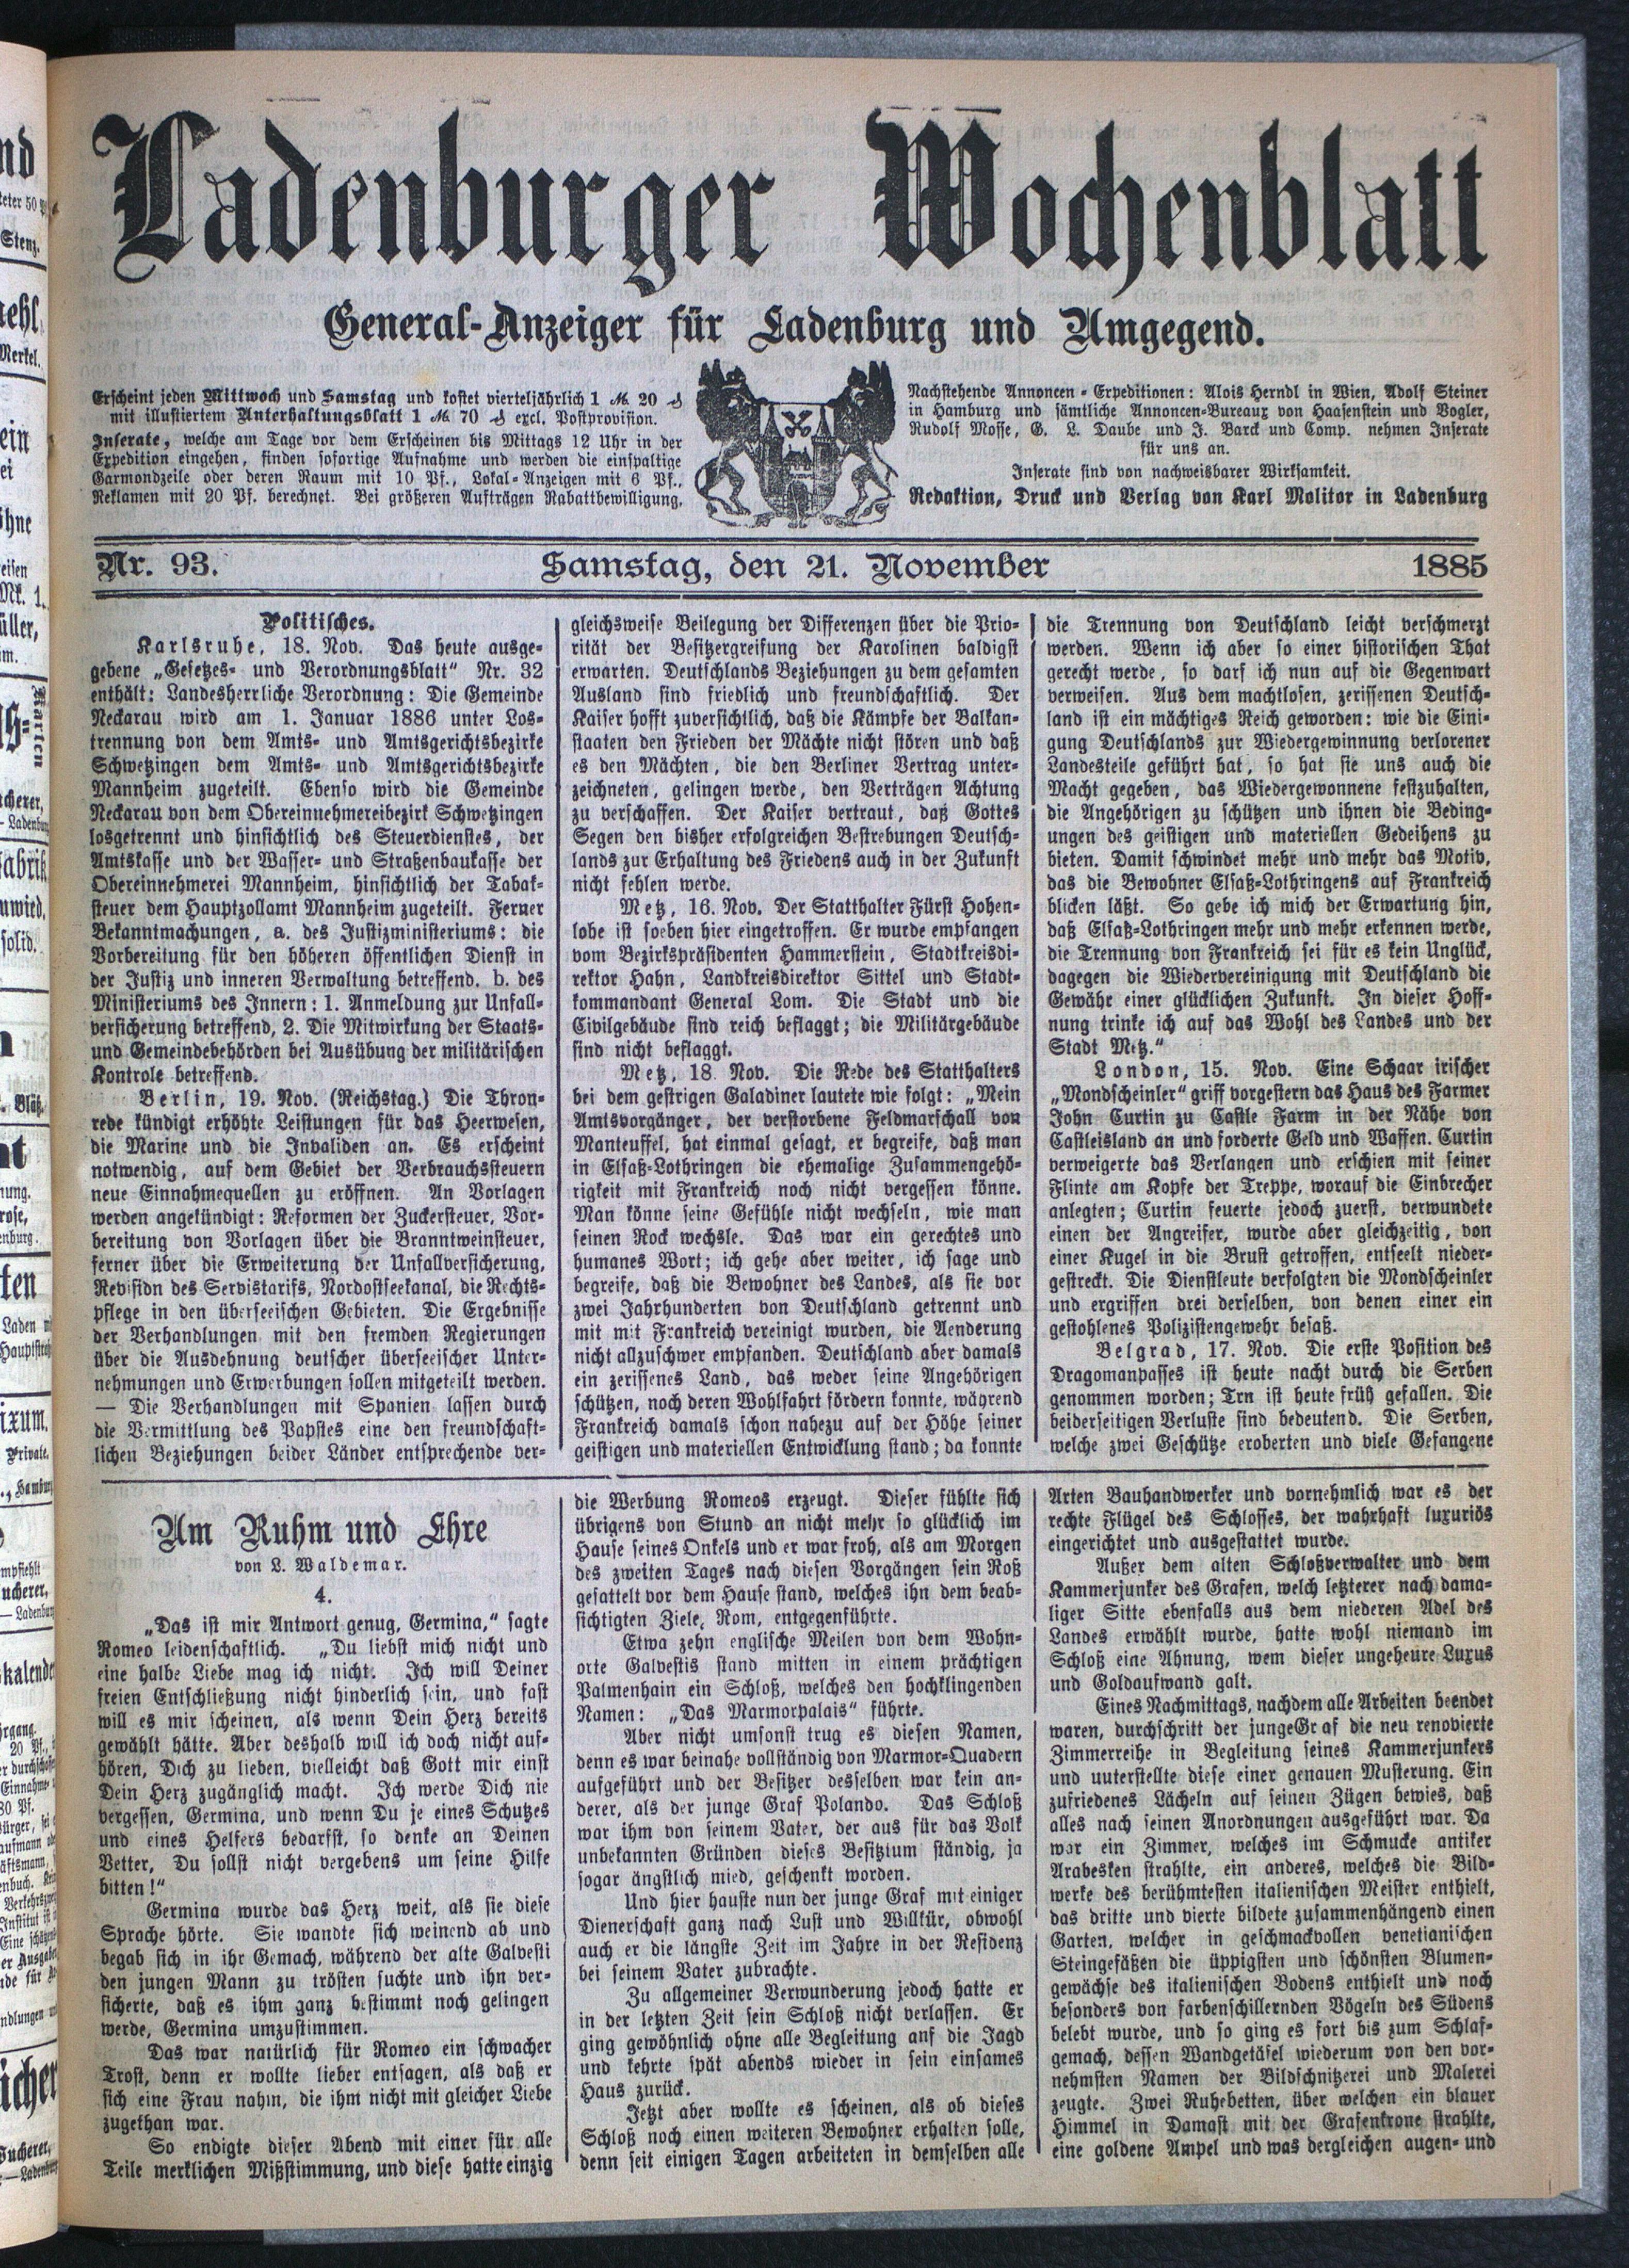 Ladenburger Wochenblatt
General-Anzeiger für Ladenburg und Umgegend.
Erscheint jeden Mittwoch und Samstag und kostet vierteljährlich 1 ℳ 20 ₰
mit illustiertem Unterhaltungsblatt 1 ℳ 70 ₰ excl. Postprovision.
Inserate, welche am Tage vor dem Erscheinen bis Mittags 12 Uhr in der
Expedition eingehen, finden sofortige Aufnahme und werden die einspaltige
Garmondzeile oder deren Raum mit 10 Pf., Lokal-Anzeigen mit 6 Pf.,
Reklamen mit 20 Pf. berechnet. Bei größeren Aufträgen Rabattbewilligung.
Nachstehende Annoncen-Expeditionen: Alois Herndl in Wien, Adolf Steiner
in Hamburg und sämtliche Annoncen-Bureaux von Haasenstein und Vogler,
Rudolf Mosse, G. L. Daube und J. Barck und Comp. nehmen Inserate
für uns an.
Inserate sind von nachweisbarer Wirksamkeit.
Redaktion, Druck und Verlag von Karl Molitor in Ladenburg
Nr. 93. Samstag, den 21. November 1885
Politisches.
Karlsruhe, 18. Nov. Das heute ausge-
gebene „Gesetzes- und Verordnungsblatt“ Nr. 32
enthält: Landesherrliche Verordnung: Die Gemeinde
Neckarau wird am 1. Januar 1886 unter Los-
trennung von dem Amts- und Amtsgerichtsbezirke
Schwetzingen dem Amts- und Amtsgerichtsbezirke
Mannheim zugeteilt. Ebenso wird die Gemeinde
Neckarau von dem Obereinnehmereibezirk Schwetzingen
losgetrennt und hinsichtlich des Steuerdienstes, der
Amtskasse und der Wasser- und Straßenbaukasse der
Obereinnehmerei Mannheim, hinsichtlich der Tabak-
steuer dem Hauptzollamt Mannheim zugeteilt. Ferner
Bekanntmachungen, a. des Justizministeriums: die
Vorbereitung für den höheren öffentlichen Dienst in
der Justiz und inneren Verwaltung betreffend. b. des
Ministeriums des Innern: 1. Anmeldung zur Unfall-
versicherung betreffend, 2. Die Mitwirkung der Staats-
und Gemeindebehörden bei Ausübung der militärischen
Kontrole betreffend.
Berlin, 19. Nov. (Reichstag.) Die Thron-
rede kündigt erhöhte Leistungen für das Heerwesen,
die Marine und die Invaliden an. Es erscheint
notwendig, auf dem Gebiet der Verbrauchssteuern
neue Einnahmequellen zu eröffnen. An Vorlagen
werden angekündigt: Reformen der Zuckersteuer, Vor-
bereitung von Vorlagen über die Branntweinsteuer,
ferner über die Erweiterung der Unfallversicherung,
Revisidn des Servistarifs, Nordostseekanal, die Rechts-
pflege in den überseeischen Gebieten. Die Ergebnisse
der Verhandlungen mit den fremden Regierungen
über die Ausdehnung deutscher überseeischer Unter-
nehmungen und Erwerbungen sollen mitgeteilt werden.
— Die Verhandlungen mit Spanien lassen durch
die Vermittlung des Papstes eine den freundschaft-
lichen Beziehungen beider Länder entsprechende ver-
gleichsweise Beilegung der Differenzen über die Prio-
rität der Besitzergreifung der Karolinen baldigst
erwarten. Deutschlands Beziehungen zu dem gesamten
Ausland sind friedlich und freundschaftlich. Der
Kaiser hofft zuversichtlich, daß die Kämpfe der Balkan-
staaten den Frieden der Mächte nicht stören und daß
es den Mächten, die den Berliner Vertrag unter-
zeichneten, gelingen werde, den Verträgen Achtung
zu verschaffen. Der Kaiser vertraut, daß Gottes
Segen den bisher erfolgreichen Bestrebungen Deutsch-
lands zur Erhaltung des Friedens auch in der Zukunft
nicht fehlen werde.
Metz, 16. Nov. Der Statthalter Fürst Hohen-
lohe ist soeben hier eingetroffen. Er wurde empfangen
vom Bezirkspräsidenten Hammerstein, Stadtkreisdi-
rektor Hahn, Landkreisdirektor Sittel und Stadt-
kommandant General Lom. Die Stadt und die
Civilgebäude sind reich beflaggt; die Militärgebäude
sind nicht beflaggt.
Metz, 18. Nov. Die Rede des Statthalters
bei dem gestrigen Galadiner lautete wie folgt: „Mein
Amtsvorgänger, der verstorbene Feldmarschall von
Manteuffel, hat einmal gesagt, er begreife, daß man
in Elsaß-Lothringen die ehemalige Zusammengehö-
rigkeit mit Frankreich noch nicht vergessen könne.
Man könne seine Gefühle nicht wechseln, wie man
seinen Rock wechsle. Das war ein gerechtes und
humanes Wort; ich gehe aber weiter, ich sage und
begreife, daß die Bewohner des Landes, als sie vor
zwei Jahrhunderten von Deutschland getrennt und
mit mit Frankreich vereinigt wurden, die Aenderung
nicht allzuschwer empfanden. Deutschland aber damals
ein zerissenes Land, das weder seine Angehörigen
schützen, noch deren Wohlfahrt fördern konnte, während
Frankreich damals schon nahezu auf der Höhe seiner
geistigen und materiellen Entwicklung stand; da konnte
die Trennung von Deutschland leicht verschmerzt
werden. Wenn ich aber so einer historischen That
gerecht werde, so darf ich nun auf die Gegenwart
verweisen. Aus dem machtlosen, zerissenen Deutsch-
land ist ein mächtiges Reich geworden: wie die Eini-
gung Deutschlands zur Wiedergewinnung verlorener
Landesteile geführt hat, so hat sie uns auch die
Macht gegeben, das Wiedergewonnene festzuhalten,
die Angehörigen zu schützen und ihnen die Beding-
ungen des geistigen und materiellen Gedeihens zu
bieten. Damit schwindet mehr und mehr das Motiv,
das die Bewohner Elsaß-Lothringens auf Frankreich
blicken läßt. So gebe ich mich der Erwartung hin,
daß Elsaß-Lothringen mehr und mehr erkennen werde,
die Trennung von Frankreich sei für es kein Unglück,
dagegen die Wiedervereinigung mit Deutschland die
Gewähr einer glücklichen Zukunft. In dieser Hoff-
nung trinke ich auf das Wohl des Landes und der
Stadt Metz.“
London, 15. Nov. Eine Schaar irischer
„Mondscheinler“ griff vorgestern das Haus des Farmer
John Curtin zu Castle Farm in der Nähe von
Castleisland an und forderte Geld und Waffen. Curtin
verweigerte das Verlangen und erschien mit seiner
Flinte am Kopfe der Treppe, worauf die Einbrecher
anlegten; Curtin feuerte jedoch zuerst, verwundete
einen der Angreifer, wurde aber gleichzeitig, von
einer Kugel in die Brust getroffen, entseelt nieder-
gestreckt. Die Dienstleute verfolgten die Mondscheinler
und ergriffen drei derselben, von denen einer ein
gestohlenes Polizistengewehr besaß.
Belgrad, 17. Nov. Die erste Position des
Dragomanpasses ist heute nacht durch die Serben
genommen worden; Trn ist heute früh gefallen. Die
beiderseitigen Verluste sind bedeutend. Die Serben,
welche zwei Geschütze eroberten und viele Gefangene
Um Ruhm und Ehre
von L. Waldemar.
4.
„Das ist mir Antwort genug, Germina,“ sagte
Romeo leidenschaftlich. „Du liebst mich nicht und
eine halbe Liebe mag ich nicht. Ich will Deiner
freien Entschließung nicht hinderlich sein, und fast
will es mir scheinen, als wenn Dein Herz bereits
gewählt hätte. Aber deshalb will ich doch nicht auf-
hören, Dich zu lieben, vielleicht daß Gott mir einst
Dein Herz zugänglich macht. Ich werde Dich nie
vergessen, Germina, und wenn Du je eines Schutzes
und eines Helfers bedarfst, so denke an Deinen
Vetter, Du sollst nicht vergebens um seine Hilfe
bitten!“
Germina wurde das Herz weit, als sie diese
Sprache hörte. Sie wandte sich weinend ab und
begab sich in ihr Gemach, während der alte Galvesti
den jungen Mann zu trösten suchte und ihn ver-
sicherte, daß es ihm ganz bestimmt noch gelingen
werde, Germina umzustimmen.
Das war natürlich für Romeo ein schwacher
Trost, denn er wollte lieber entsagen, als daß er
sich eine Frau nahm, die ihm nicht mit gleicher Liebe
zugethan war.
So endigte dieser Abend mit einer für alle
Teile merklichen Mißstimmung, und diese hatte einzig
die Werbung Romeos erzeugt. Dieser fühlte sich
übrigens von Stund an nicht mehr so glücklich im
Hause seines Onkels und er war froh, als am Morgen
des zweiten Tages nach diesen Vorgängen sein Roß
gesattelt vor dem Hause stand, welches ihn dem beab-
sichtigten Ziele, Rom, entgegenführte.
Etwa zehn englische Meilen von dem Wohn-
orte Galvestis stand mitten in einem prächtigen
Palmenhain ein Schloß, welches den hochklingenden
Namen: „Das Marmorpalais“ führte.
Aber nicht umsonst trug es diesen Namen,
denn es war beinahe vollständig von Marmor-Quadern
aufgeführt und der Besitzer desselben war kein an-
derer, als der junge Graf Polando. Das Schloß
war ihm von seinem Vater, der aus für das Volk
unbekannten Gründen dieses Besitzium ständig, ja
sogar ängstlich mied, geschenkt worden.
Und hier hauste nun der junge Graf mit einiger
Dienerschaft ganz nach Lust und Willkür, obwohl
auch er die längste Zeit im Jahre in der Residenz
bei seinem Vater zubrachte.
Zu allgemeiner Verwunderung jedoch hatte er
in der letzten Zeit sein Schloß nicht verlassen. Er
ging gewöhnlich ohne alle Begleitung anf die Jagd
und kehrte spät abends wieder in sein einsames
Haus zurück.
Jetzt aber wollte es scheinen, als ob dieses
Schloß noch einen weiteren Bewohner erhalten solle,
denn seit einigen Tagen arbeiteten in demselben alle
Arten Bauhandwerker und vornehmlich war es der
rechte Flügel des Schlosses, der wahrhaft luxuriös
eingerichtet und ausgestattet wurde.
Außer dem alten Schloßverwalter und dem
Kammerjunker des Grafen, welch letzterer nach dama-
liger Sitte ebenfalls aus dem niederen Adel des
Landes erwählt wurde, hatte wohl niemand im
Schloß eine Ahnung, wem dieser ungeheure Luxus
und Goldaufwand galt.
Eines Nachmittags, nachdem alle Arbeiten beendet
waren, durchschritt der jungeGraf die neu renovierte
Zimmerreihe in Begleitung seines Kammerjunkers
und uuterstellte diese einer genauen Musterung. Ein
zufriedenes Lächeln auf seinen Zügen bewies, daß
alles nach seinen Anordnungen ausgeführt war. Da
war ein Zimmer, welches im Schmucke antiker
Arabesken strahlte, ein anderes, welches die Bild-
werke des berühmtesten italienischen Meister enthielt,
das dritte und vierte bildete zusammenhängend einen
Garten, welcher in geschmackvollen venetianischen
Steingefäßen die üppigsten und schönsten Blumen-
gewächse des italienischen Bodens enthielt und noch
besonders von farbenschillernden Vögeln des Südens
belebt wurde, und so ging es fort bis zum Schlaf-
gemach, dessen Wandgetäfel wiederum von den vor-
nehmsten Namen der Bildschnitzerei und Malerei
zeugte. Zwei Ruhebetten, über welchen ein blauer
Himmel in Damast mit der Grafenkrone strahlte,
eine goldene Ampel und was dergleichen augen- und